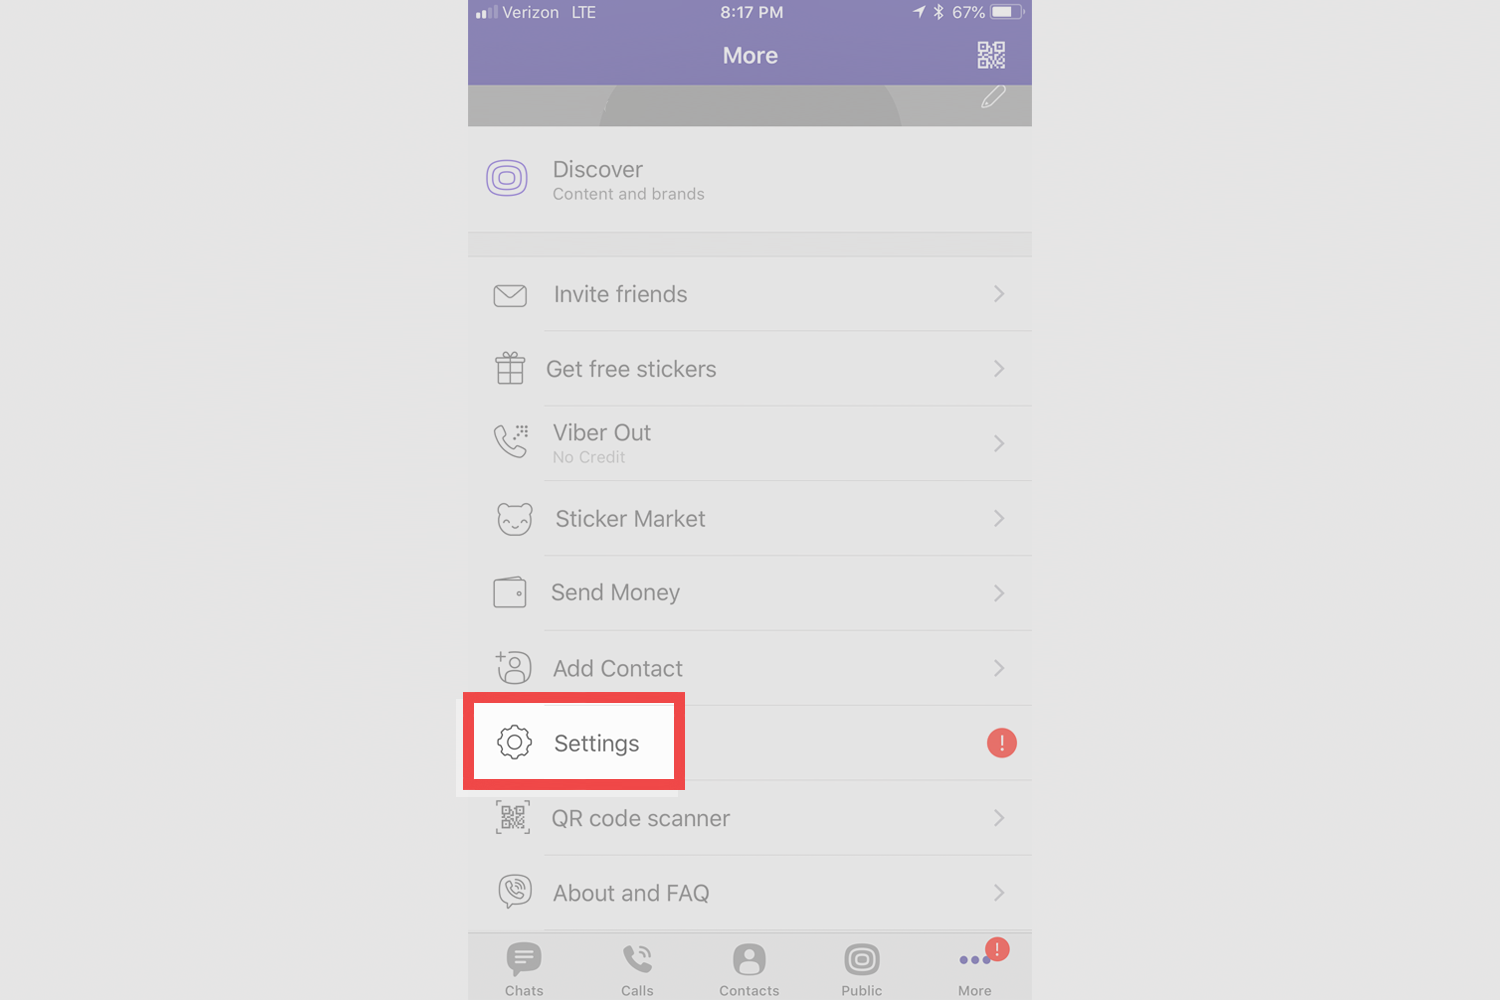 Verizon LTE 8:17 PM 67%
More
Discover
Content and brands
Invite friends
Get free stickers
Viber Out
No Credit
Sticker Market
Send Money
Add Contact
Settings
!
QR code scanner
About and FAQ
!
Chats Calls Contacts Public More